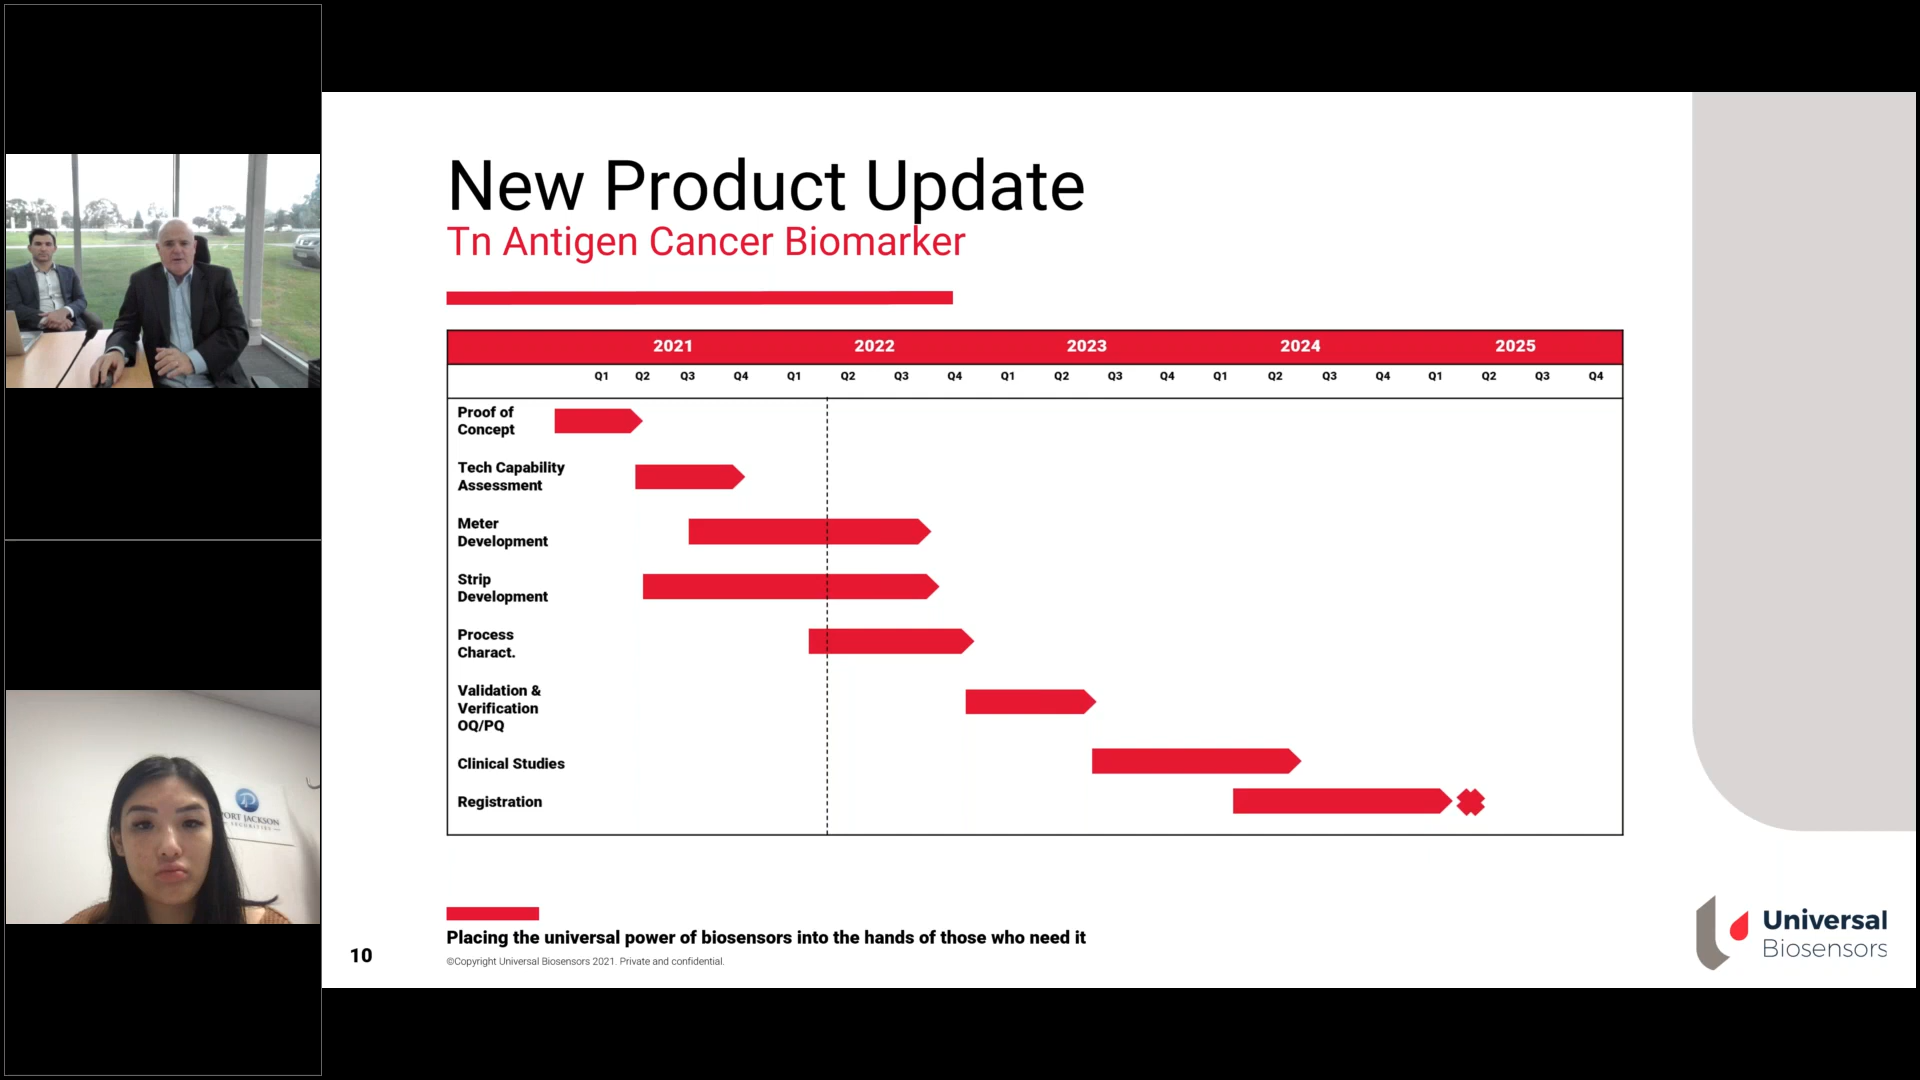 New Product Update
Tn Antigen Cancer Biomarker
2021 2022 2023 2024 2025
Q1 Q2 Q3 Q4 Q1 Q2 Q3 Q4 Q1 Q2 Q3 Q4 Q1 Q2 Q3 Q4 Q1 Q2 Q3 Q4
Proof of
Concept
Tech Capability
Assessment
Meter
Development
Strip
Development
Process
Charact.
Validation &
Verification
OQ/PQ
Clinical Studies
Registration
Placing the universal power of biosensors into the hands of those who need it
©Copyright Universal Biosensors 2021. Private and confidential.
10
Universal
Biosensors
PORT JACKSON
SECURITIES